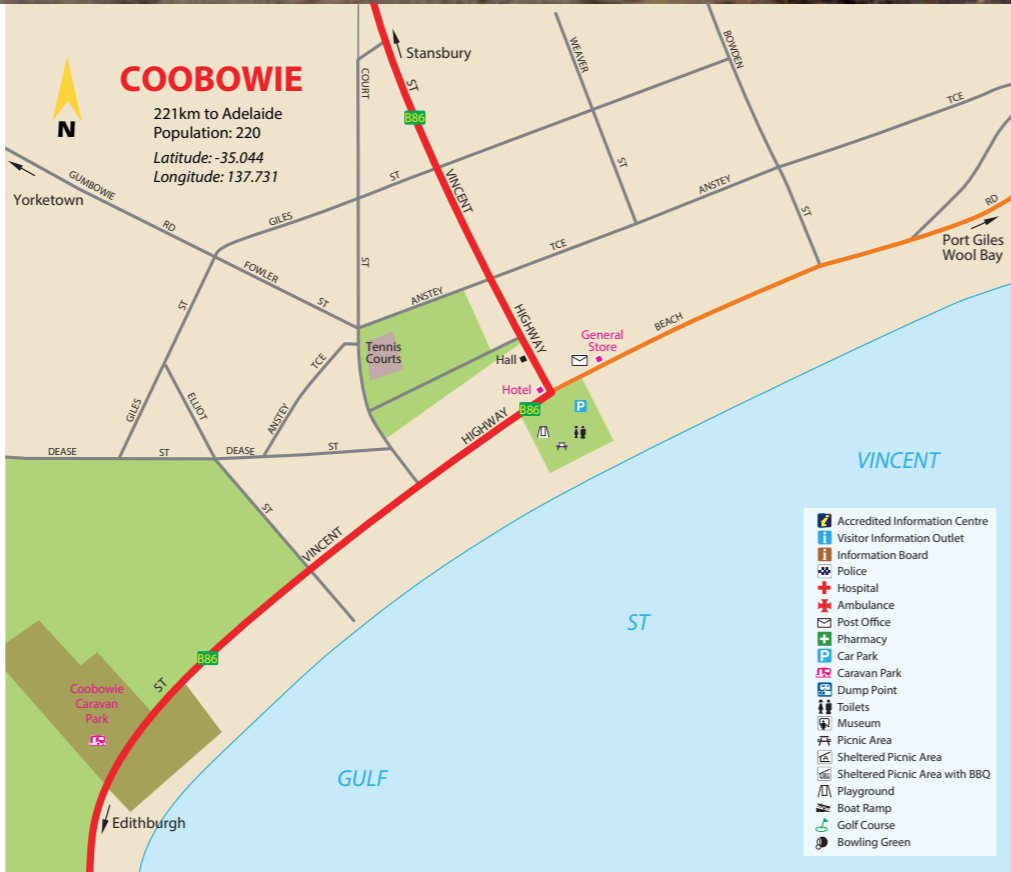 COOBOWIE
221km to Adelaide
Population: 220
Latitude: -35.044
Longitude: 137.731
N
Stansbury
Yorketown
GUMBOWIE
RD
COURT
ST
B86
VINCENT
WEAVER
BOWDEN
TCE
ST
GILES
ST
ANSTEY
ST
FOWLER
ST
ST
ST
TCE
RD
Port Giles
Wool Bay
ANSTEY
HIGHWAY
BEACH
General
Store
Tennis
Courts
Hall
TCE
Hotel
B86
P
HIGHWAY
GILES
ELLIOT
ANSTEY
DEASE
ST
DEASE
ST
ST
VINCENT
B86
ST
Coobowie
Caravan
Park
Edithburgh
VINCENT
ST
GULF
Accredited Information Centre
Visitor Information Outlet
Information Board
Police
Hospital
Ambulance
Post Office
Pharmacy
P Car Park
Caravan Park
Dump Point
Toilets
Museum
Picnic Area
Sheltered Picnic Area
Sheltered Picnic Area with BBQ
Playground
Boat Ramp
Golf Course
Bowling Green